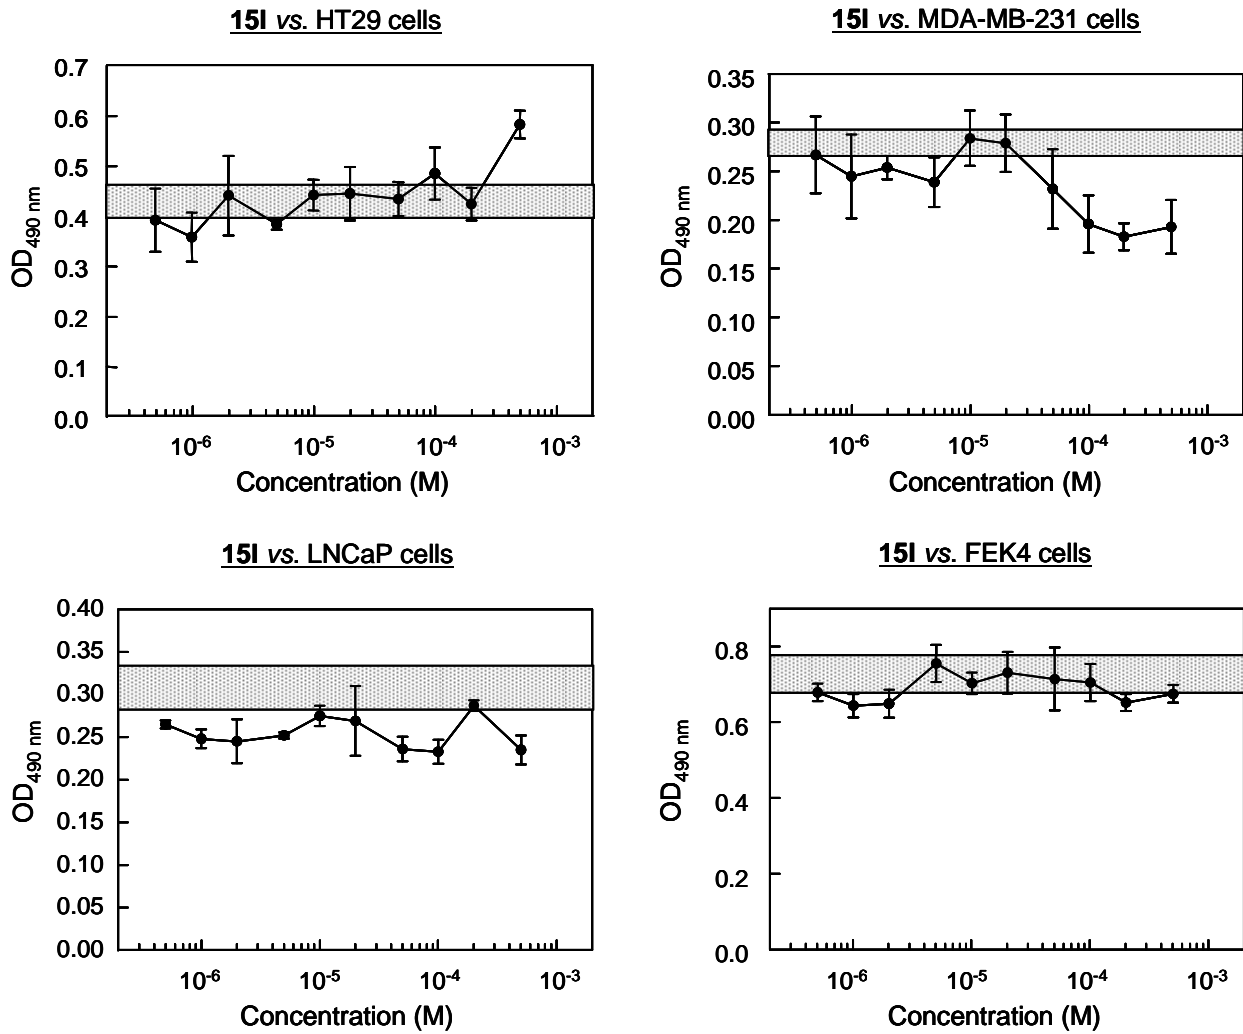 15l vs. HT29 cells
0.7
0.6
0.5
0.4
0.3
0.2
0.1
0.0
OD490 nm
10-6 10-5 10-4 10-3
Concentration (M)
15l vs. MDA-MB-231 cells
0.35
0.30
0.25
0.20
0.15
0.10
0.05
0.00
OD490 nm
10-6 10-5 10-4 10-3
Concentration (M)
15l vs. LNCaP cells
0.40
0.35
0.30
0.25
0.20
0.15
0.10
0.05
0.00
OD490 nm
10-6 10-5 10-4 10-3
Concentration (M)
15l vs. FEK4 cells
0.8
0.6
0.4
0.2
0.0
OD490 nm
10-6 10-5 10-4 10-3
Concentration (M)